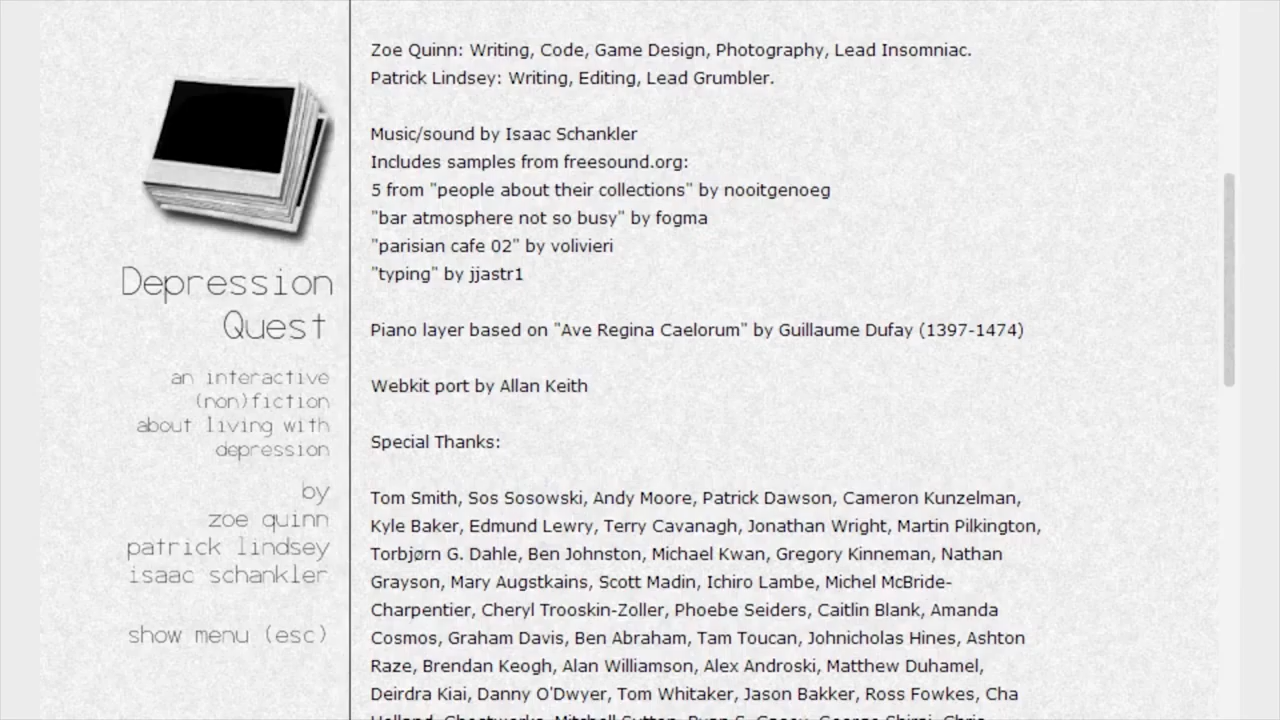 Depression
Quest
an interactive
(non)fiction
about living with
depression
by
zoe quinn
patrick lindsey
isaac schankler
show menu (esc)
Zoe Quinn: Writing, Code, Game Design, Photography, Lead Insomniac.
Patrick Lindsey: Writing, Editing, Lead Grumbler.
Music/sound by Isaac Schankler
Includes samples from freesound.org:
5 from "people about their collections" by nooitgenoeg
"bar atmosphere not so busy" by fogma
"parisian cafe 02" by volivieri
"typing" by jjastr1
Piano layer based on "Ave Regina Caelorum" by Guillaume Dufay (1397-1474)
Webkit port by Allan Keith
Special Thanks:
Tom Smith, Sos Sosowski, Andy Moore, Patrick Dawson, Cameron Kunzelman,
Kyle Baker, Edmund Lewry, Terry Cavanagh, Jonathan Wright, Martin Pilkington,
Torbjørn G. Dahle, Ben Johnston, Michael Kwan, Gregory Kinneman, Nathan
Grayson, Mary Augstkains, Scott Madin, Ichiro Lambe, Michel McBride-
Charpentier, Cheryl Trooskin-Zoller, Phoebe Seiders, Caitlin Blank, Amanda
Cosmos, Graham Davis, Ben Abraham, Tam Toucan, Johnicholas Hines, Ashton
Raze, Brendan Keogh, Alan Williamson, Alex Androski, Matthew Duhamel,
Deirdra Kiai, Danny O'Dwyer, Tom Whitaker, Jason Bakker, Ross Fowkes, Cha